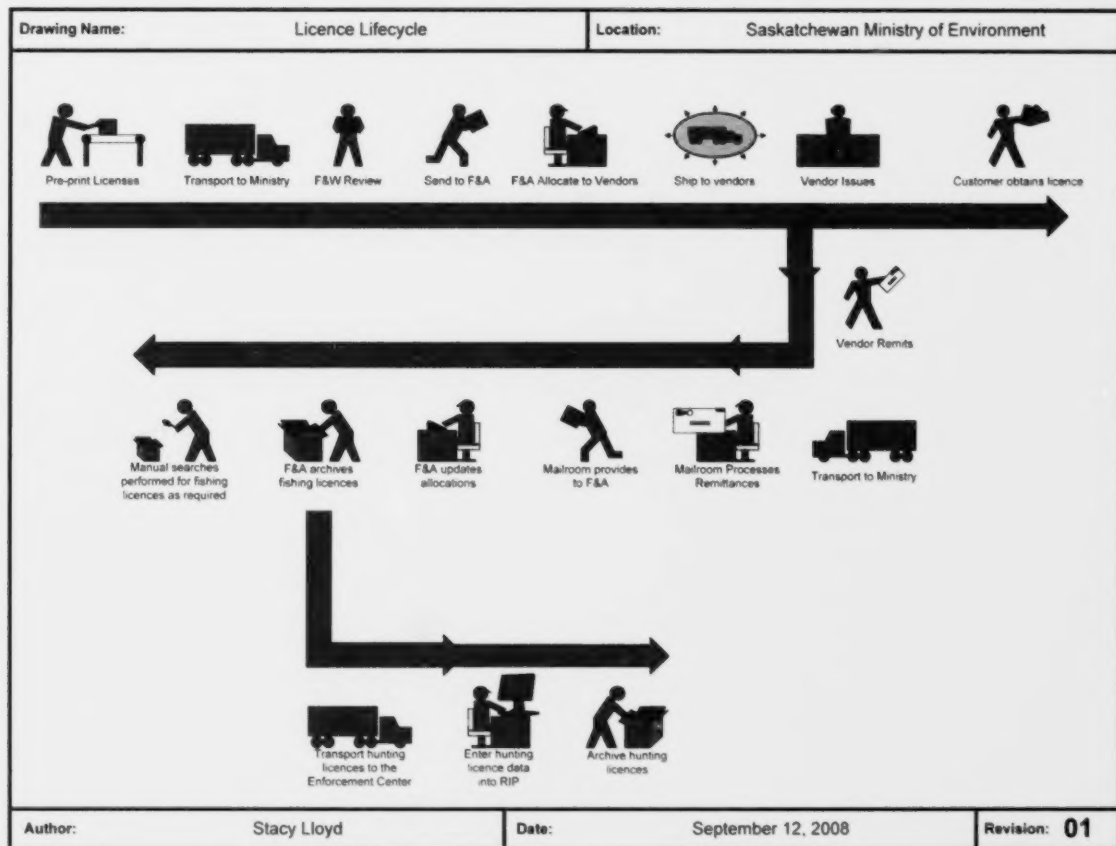 Drawing Name: Licence Lifecycle Location: Saskatchewan Ministry of Environment
Pre-print Licenses Transport to Ministry F&W Review Send to F&A F&A Allocate to Vendors Ship to vendors Vendor Issues Customer obtains licence
Vendor Remits
Manual searches
performed for fishing
licences as required
F&A archives
fishing licences
F&A updates
allocations
Mailroom provides
to F&A
Mailroom Processes
Remittances
Transport to Ministry
Transport hunting
licences to the
Enforcement Center
Enter hunting
licence data
into RIP
Archive hunting
licences
Author: Stacy Lloyd Date: September 12, 2008 Revision: 01